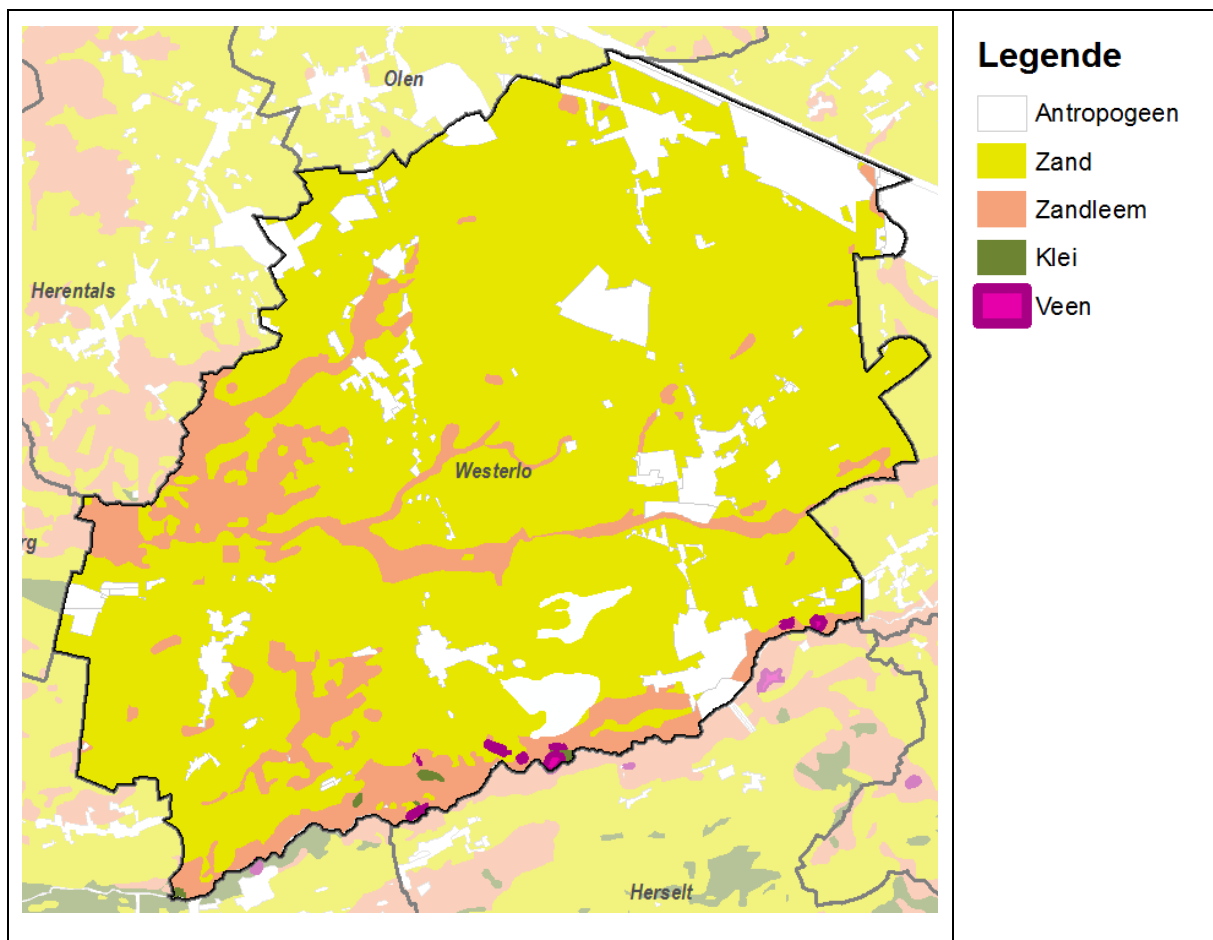 Olen
Herentals
Westerlo
rg
Herselt
Legende
Antropogeen
Zand
Zandleem
Klei
Veen